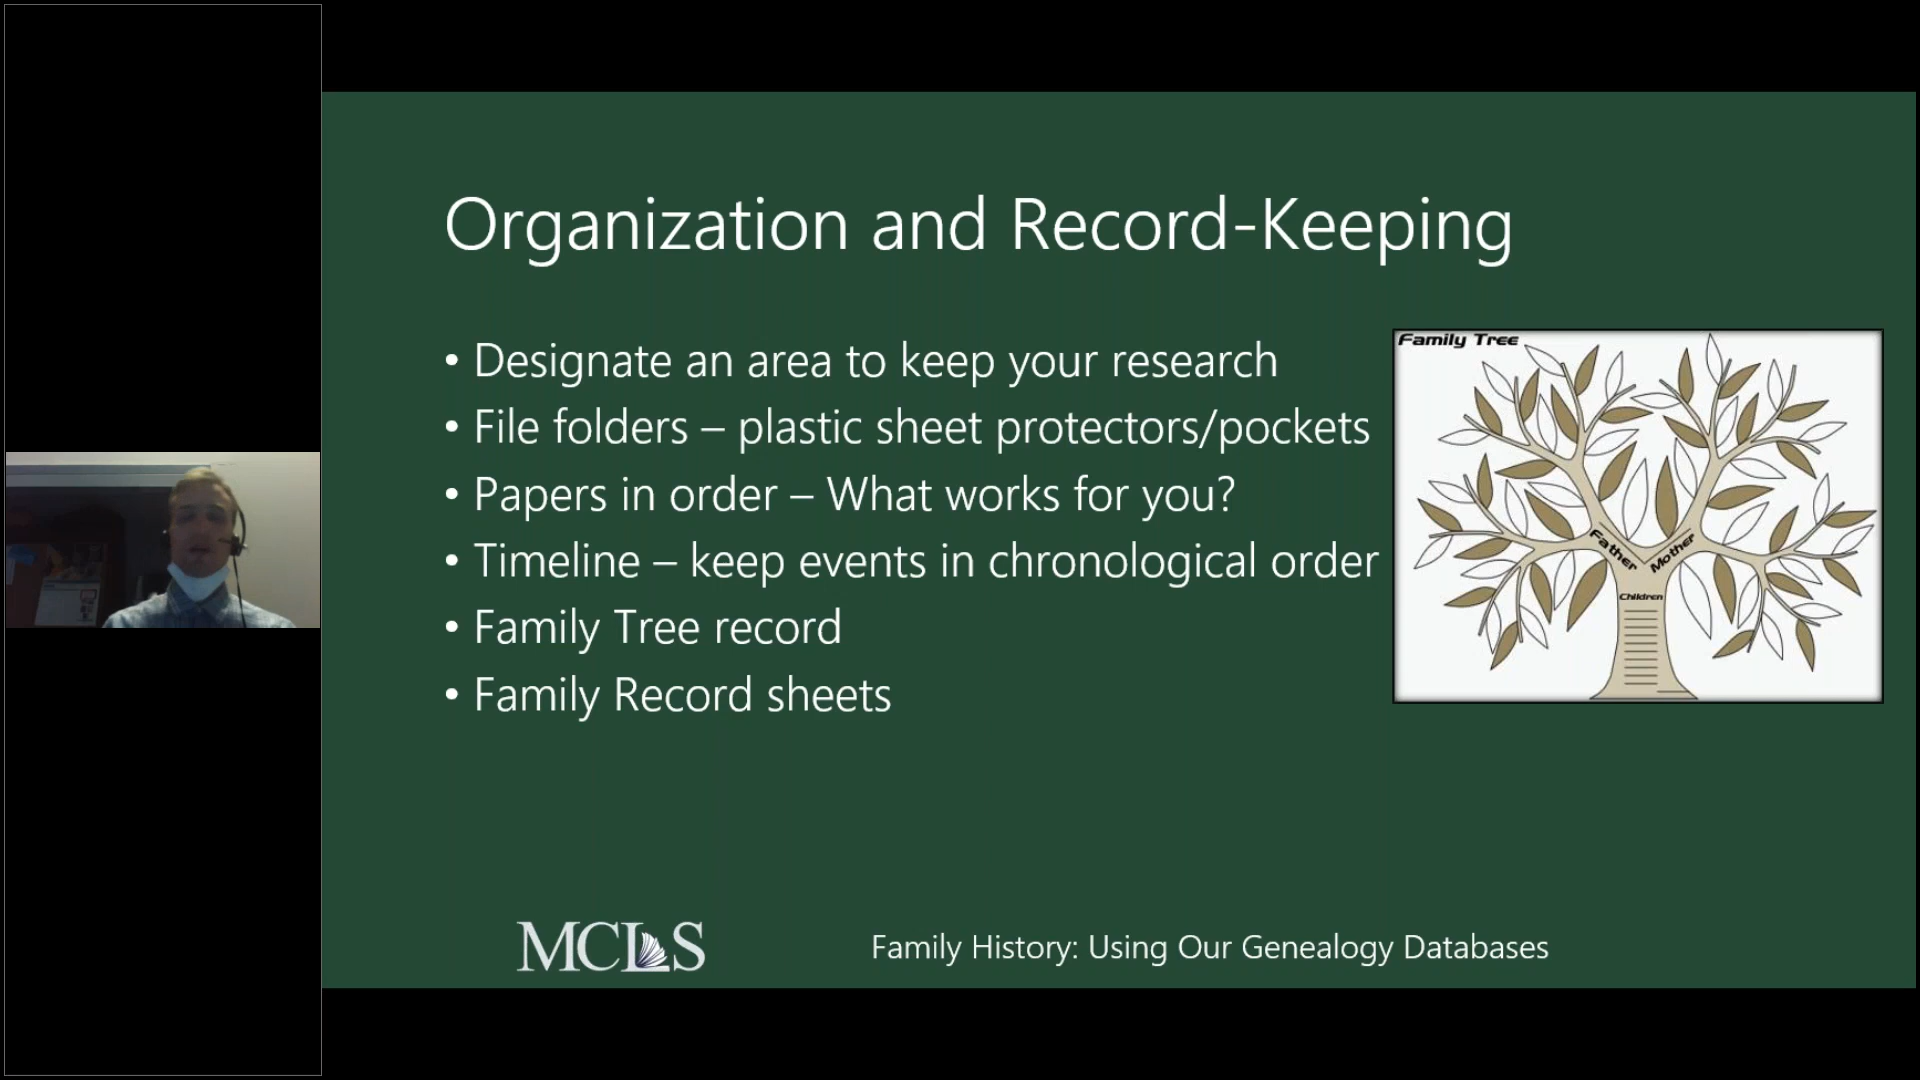 Organization and Record-Keeping
• Designate an area to keep your research
• File folders – plastic sheet protectors/pockets
• Papers in order – What works for you?
• Timeline – keep events in chronological order
• Family Tree record
• Family Record sheets
Family Tree
Father
Mother
Children
MCLS
Family History: Using Our Genealogy Databases